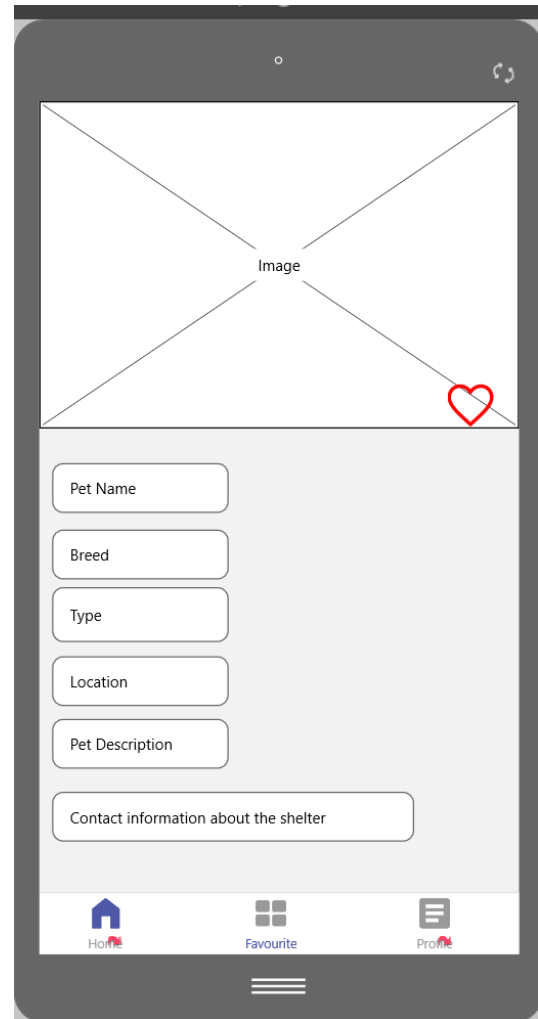 Image
Pet Name
Breed
Type
Location
Pet Description
Contact information about the shelter
Home
Favourite
Profile